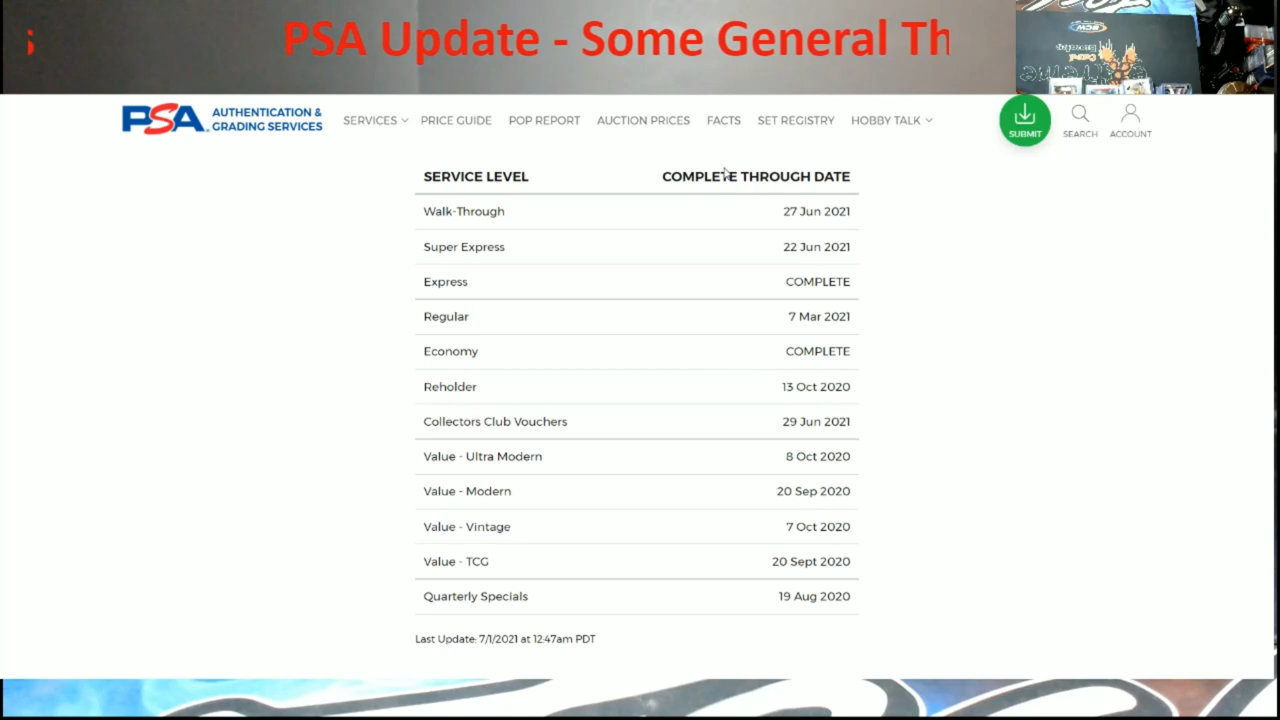 s PSA Update - Some General Th
BCW
PSA AUTHENTICATION &
GRADING SERVICES
SERVICES PRICE GUIDE POP REPORT AUCTION PRICES FACTS SET REGISTRY HOBBY TALK
SUBMIT SEARCH ACCOUNT
SERVICE LEVEL COMPLETE THROUGH DATE
Walk-Through 27 Jun 2021
Super Express 22 Jun 2021
Express COMPLETE
Regular 7 Mar 2021
Economy COMPLETE
Reholder 13 Oct 2020
Collectors Club Vouchers 29 Jun 2021
Value - Ultra Modern 8 Oct 2020
Value - Modern 20 Sep 2020
Value - Vintage 7 Oct 2020
Value - TCG 20 Sept 2020
Quarterly Specials 19 Aug 2020
Last Update: 7/1/2021 at 12:47am PDT